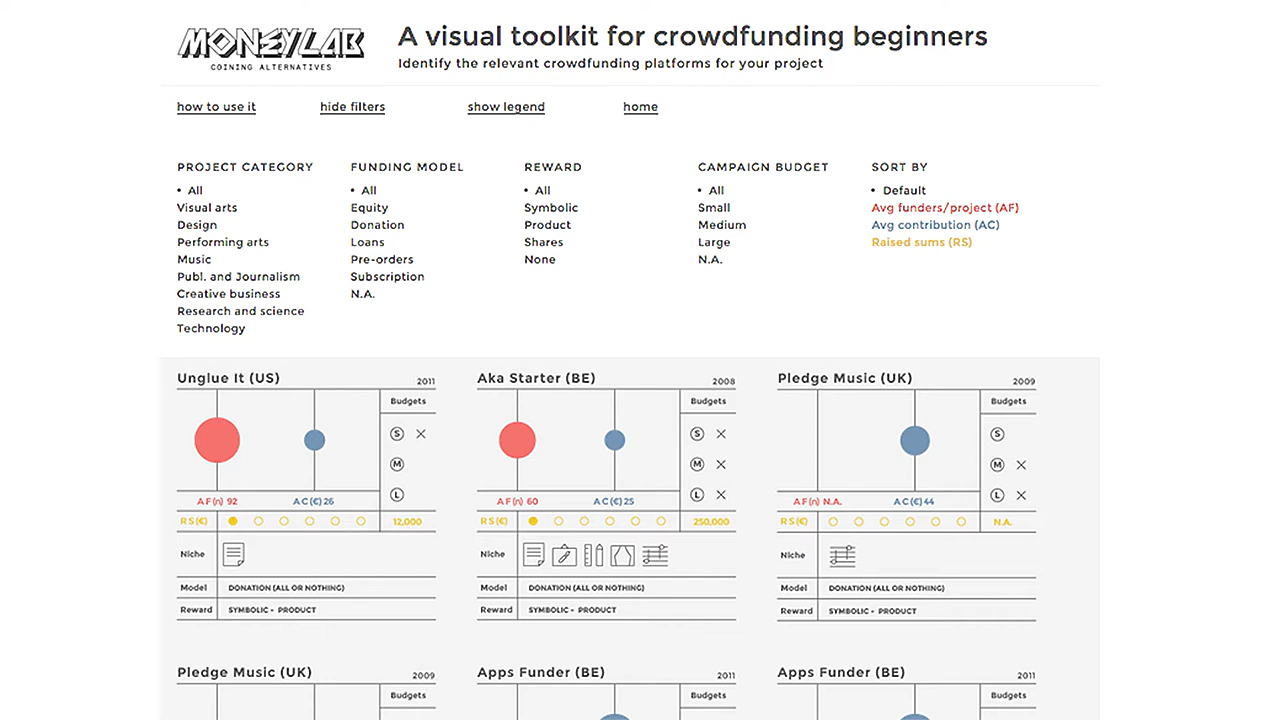 MONEYLAB
COINING ALTERNATIVES
A visual toolkit for crowdfunding beginners
Identify the relevant crowdfunding platforms for your project
how to use it hide filters show legend home
PROJECT CATEGORY
• All
Visual arts
Design
Performing arts
Music
Publ. and Journalism
Creative business
Research and science
Technology
FUNDING MODEL
• All
Equity
Donation
Loans
Pre-orders
Subscription
N.A.
REWARD
• All
Symbolic
Product
Shares
None
CAMPAIGN BUDGET
• All
Small
Medium
Large
N.A.
SORT BY
• Default
Avg funders/project (AF)
Avg contribution (AC)
Raised sums (RS)
Unglue It (US) 2011
Budgets
S X
M
L
AF(n) 92 AC(€) 26
RS(€) 12,000
Niche
Model DONATION (ALL OR NOTHING)
Reward SYMBOLIC - PRODUCT
Aka Starter (BE) 2008
Budgets
S X
M X
L X
AF(n) 60 AC(€) 25
RS(€) 250,000
Niche
Model DONATION (ALL OR NOTHING)
Reward SYMBOLIC - PRODUCT
Pledge Music (UK) 2009
Budgets
S
M X
L X
AF(n) N.A. AC(€) 44
RS(€) N.A.
Niche
Model DONATION (ALL OR NOTHING)
Reward SYMBOLIC - PRODUCT
Pledge Music (UK) 2009
Budgets
Apps Funder (BE) 2011
Budgets
Apps Funder (BE) 2011
Budgets